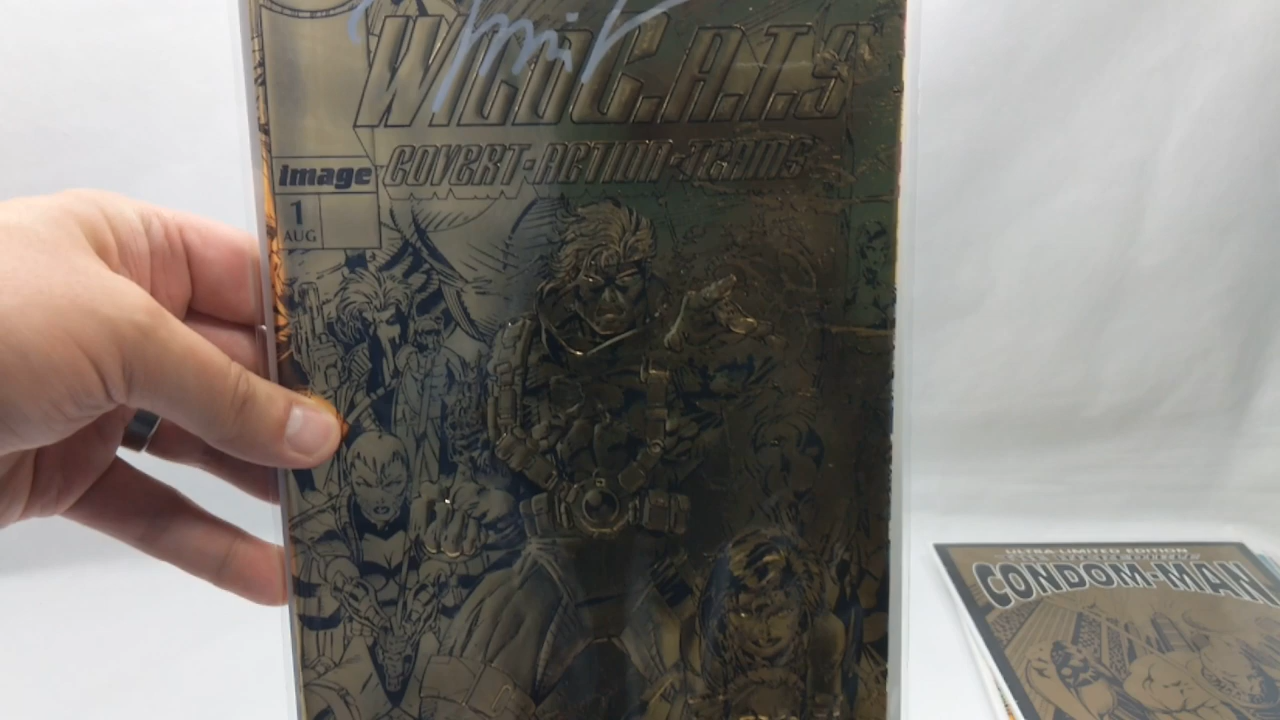 WILDC.A.T.S
COVERT-ACTION-TEAMS
image
1
AUG
ULTRA LIMITED EDITION
CONDOM-MAN